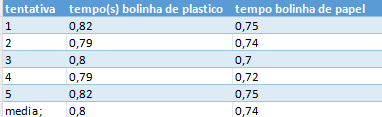 tentativa tempo(s) bolinha de plastico tempo bolinha de papel
1 0,82 0,75
2 0,79 0,74
3 0,8 0,7
4 0,79 0,72
5 0,82 0,75
media; 0,8 0,74